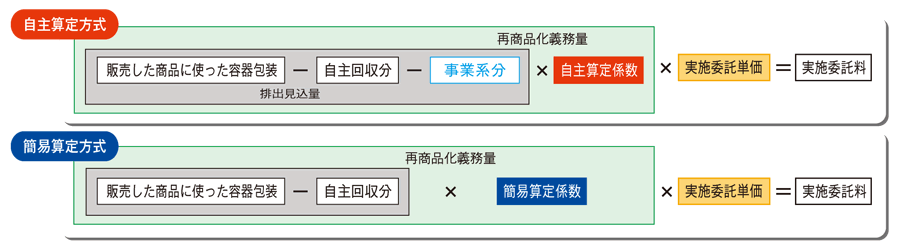 自主算定方式
再商品化義務量
販売した商品に使った容器包装 － 自主回収分 － 事業系分 × 自主算定係数 × 実施委託単価 ＝ 実施委託料
排出見込量
簡易算定方式
再商品化義務量
販売した商品に使った容器包装 － 自主回収分 × 簡易算定係数 × 実施委託単価 ＝ 実施委託料